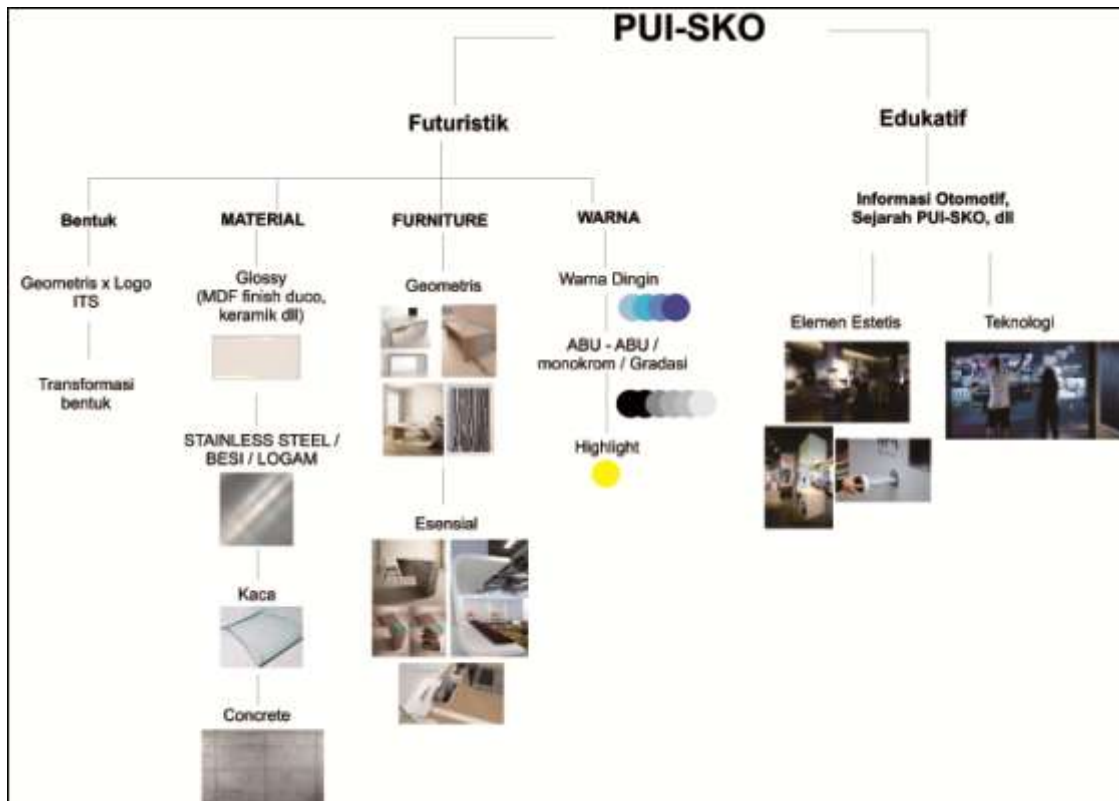 PUI-SKO
Futuristik
Edukatif
Bentuk
MATERIAL
FURNITURE
WARNA
Informasi Otomotif,
Sejarah PUI-SKO, dll
Geometris x Logo
ITS
Transformasi
bentuk
Glossy
(MDF finish duco,
keramik dll)
STAINLESS STEEL /
BESI / LOGAM
Kaca
Concrete
Geometris
Esensial
Warna Dingin
ABU - ABU /
monokrom / Gradasi
Highlight
Elemen Estetis
Teknologi